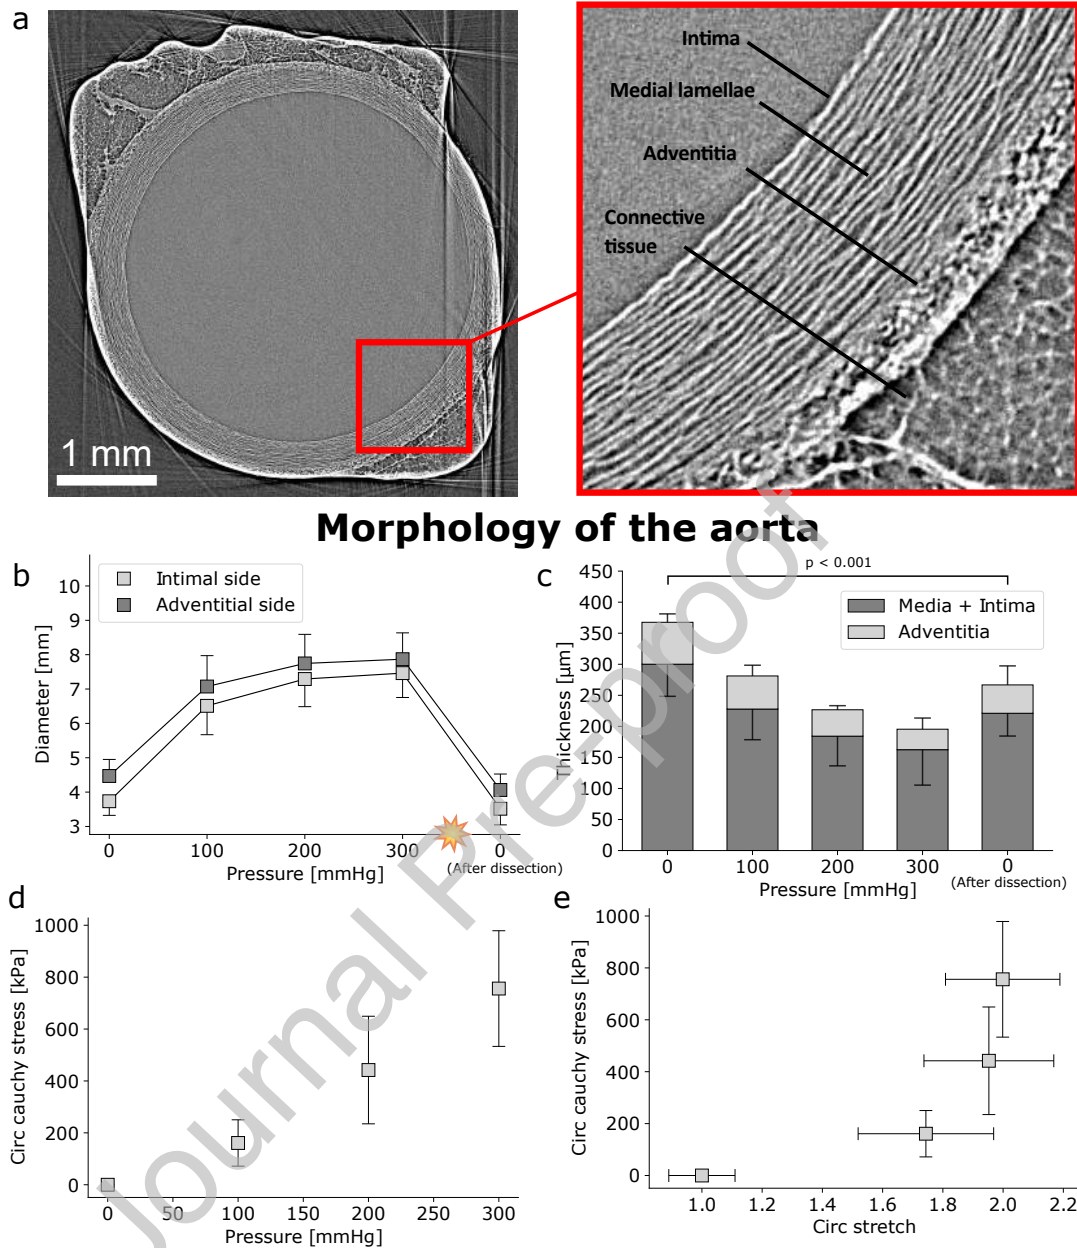 a
Intima
Medial lamellae
Adventitia
Connective
tissue
1 mm
Morphology of the aorta
b
Intimal side
Adventitial side
10
9
8
7
6
5
4
3
Diameter [mm]
0 100 200 300 0
(After dissection)
Pressure [mmHg]
c
p < 0.001
Media + Intima
Adventitia
450
400
350
300
250
200
150
100
50
0
Thickness [µm]
0 100 200 300 0
(After dissection)
Pressure [mmHg]
d
1000
800
600
400
200
0
Circ cauchy stress [kPa]
0 50 100 150 200 250 300
Pressure [mmHg]
e
1000
800
600
400
200
0
Circ cauchy stress [kPa]
1.0 1.2 1.4 1.6 1.8 2.0 2.2
Circ stretch
Journal Pre-proof